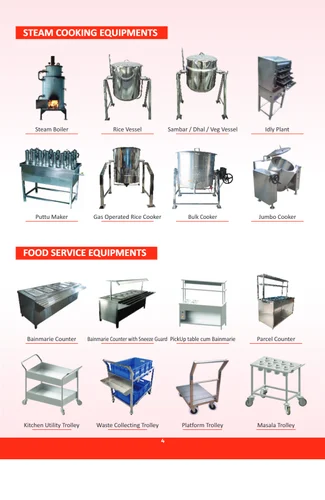 STEAM COOKING EQUIPMENTS
Steam Boiler
Rice Vessel
Sambar / Dhal / Veg Vessel
Idly Plant
Puttu Maker
Gas Operated Rice Cooker
Bulk Cooker
Jumbo Cooker
FOOD SERVICE EQUIPMENTS
Bainmarie Counter
Bainmarie Counter with Sneeze Guard
PickUp table cum Bainmarie
Parcel Counter
Kitchen Utility Trolley
Waste Collecting Trolley
Platform Trolley
Masala Trolley
4